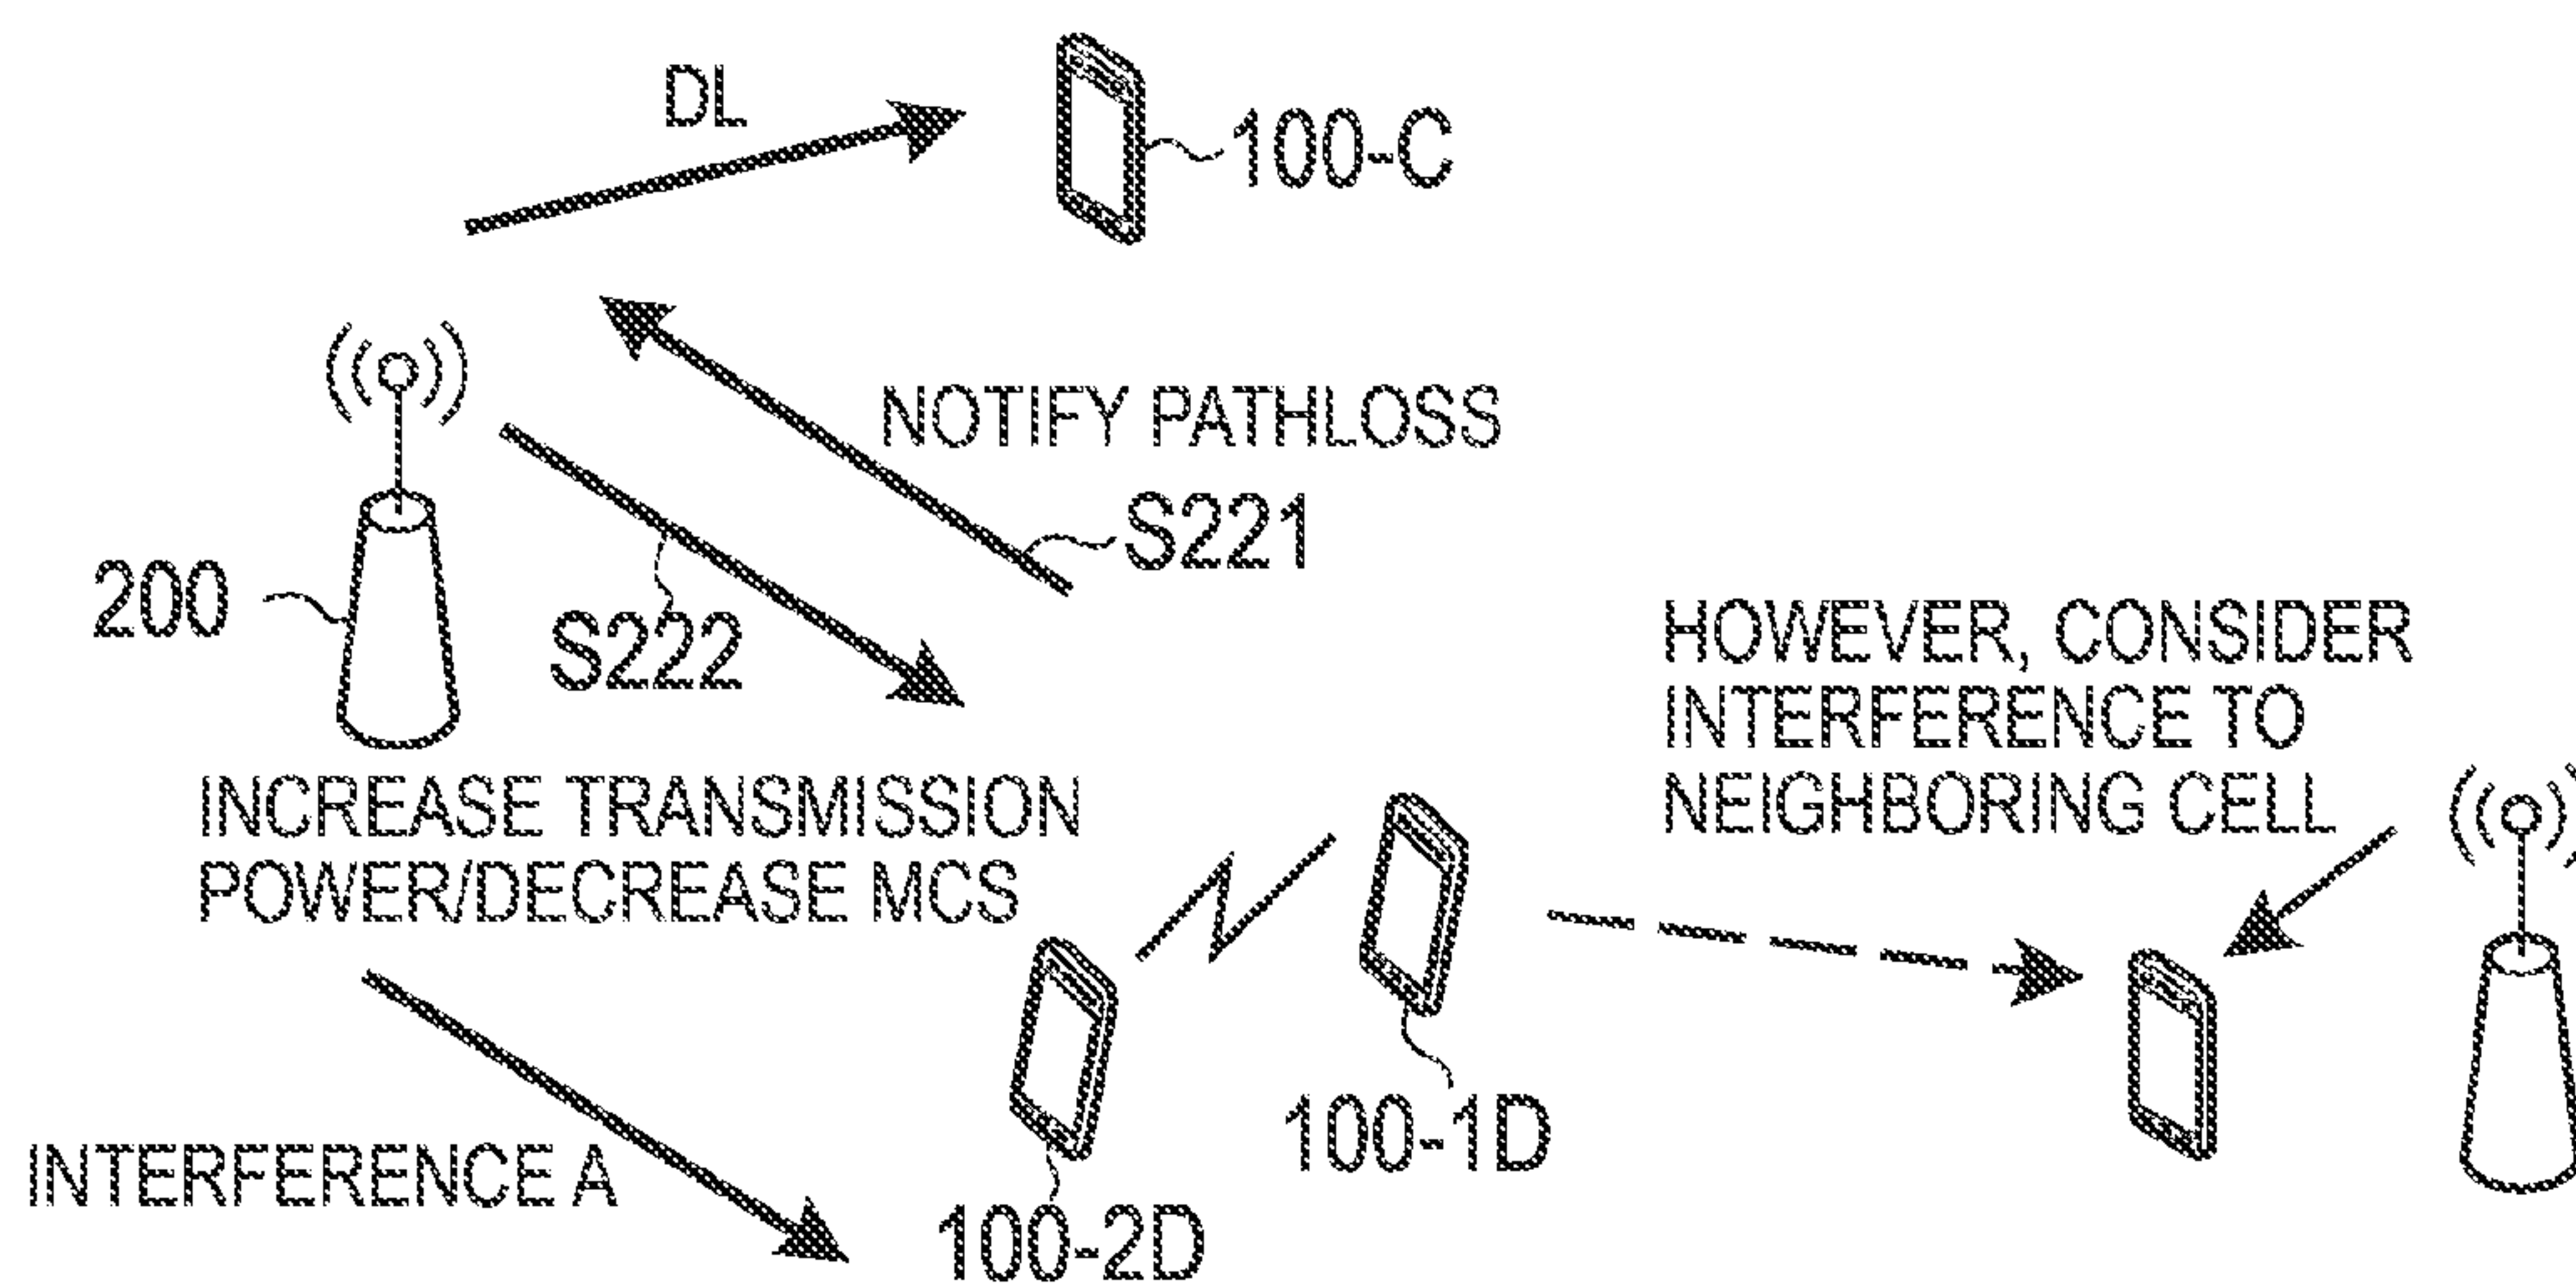 DL
100-C
NOTIFY PATHLOSS
S221
200
S222
HOWEVER, CONSIDER
INTERFERENCE TO
NEIGHBORING CELL
INCREASE TRANSMISSION
POWER/DECREASE MCS
100-1D
INTERFERENCE A
100-2D